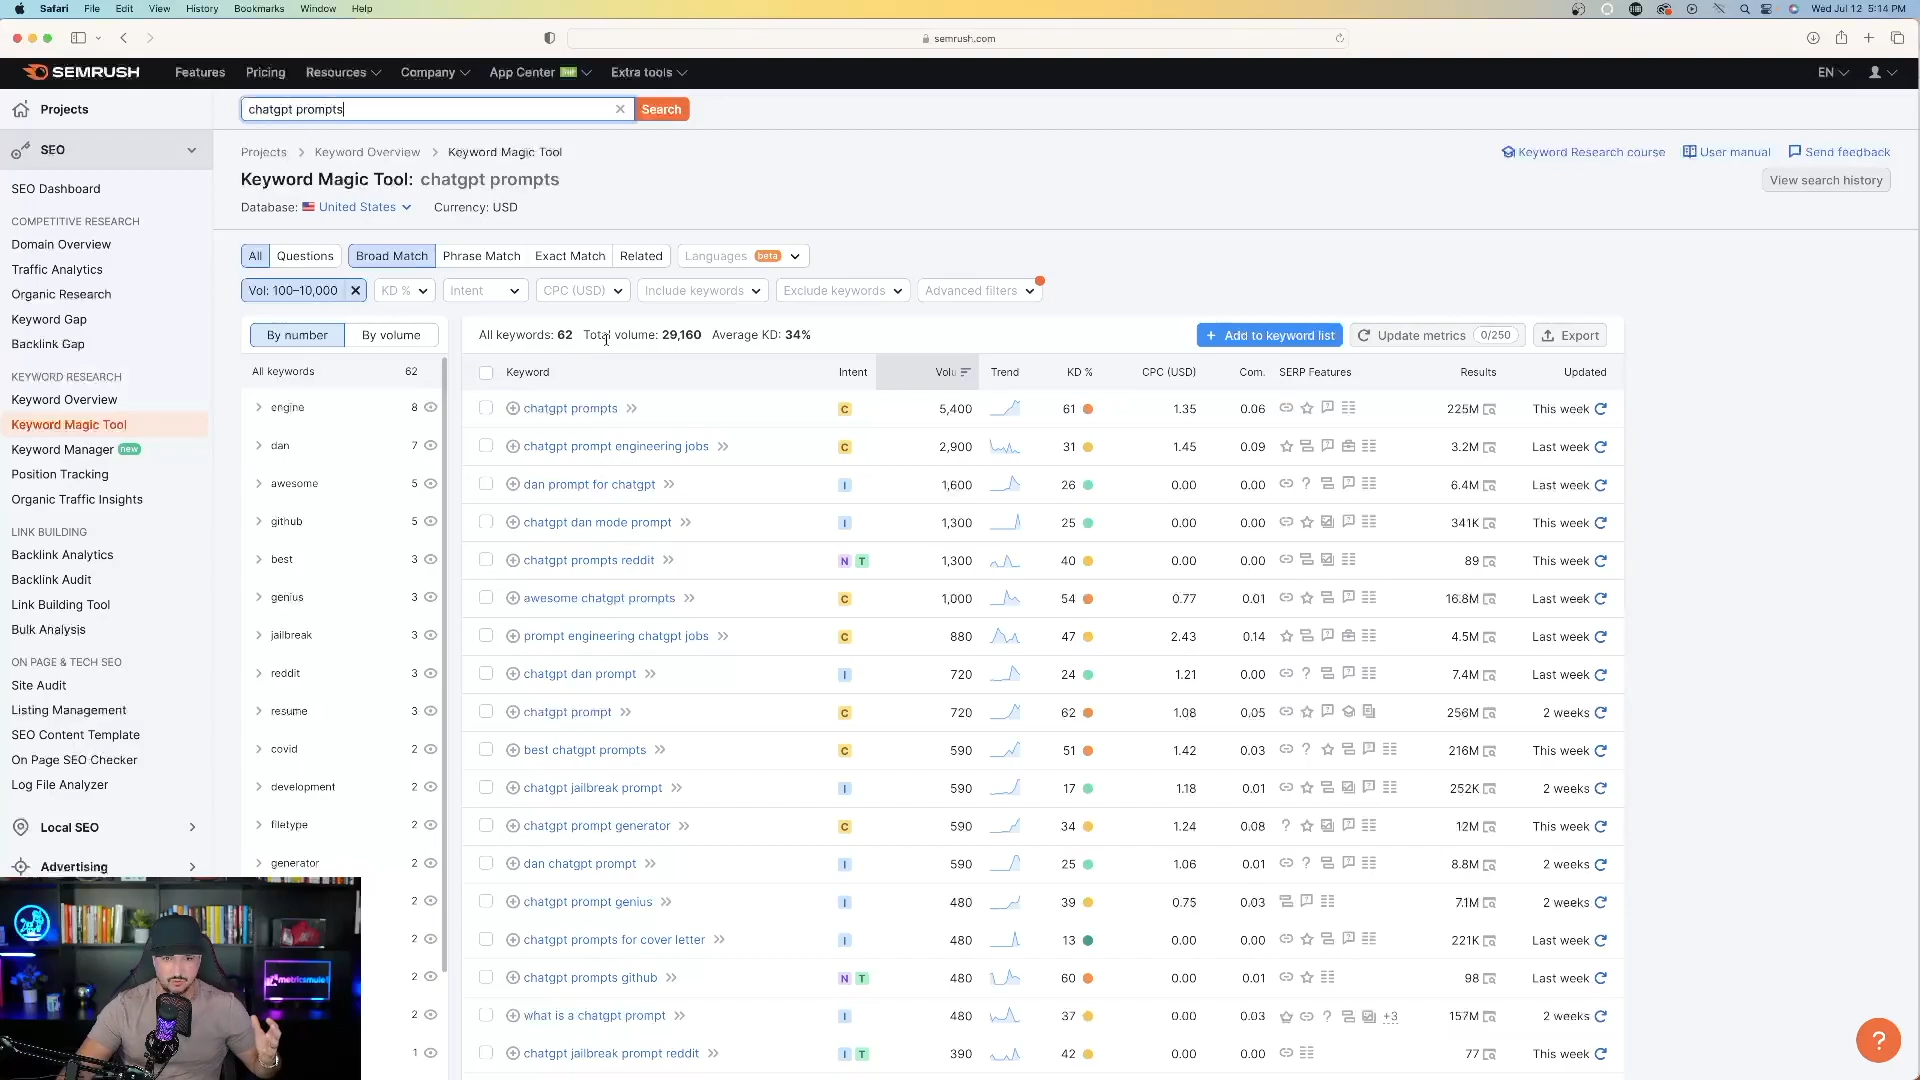 Safari File Edit View History Bookmarks Window Help Wed Jul 12 5:14 PM
semrush.com
SEMRUSH Features Pricing Resources Company App Center Extra tools EN
Projects
chatgpt prompts Search
SEO
Projects > Keyword Overview > Keyword Magic Tool
Keyword Research course User manual Send feedback
Keyword Magic Tool: chatgpt prompts
View search history
Database: United States Currency: USD
SEO Dashboard
COMPETITIVE RESEARCH
Domain Overview
Traffic Analytics
Organic Research
Keyword Gap
Backlink Gap
KEYWORD RESEARCH
Keyword Overview
Keyword Magic Tool
Keyword Manager new
Position Tracking
Organic Traffic Insights
LINK BUILDING
Backlink Analytics
Backlink Audit
Link Building Tool
Bulk Analysis
ON PAGE & TECH SEO
Site Audit
Listing Management
SEO Content Template
On Page SEO Checker
Log File Analyzer
Local SEO
Advertising
All Questions Broad Match Phrase Match Exact Match Related Languages beta
Vol: 100–10,000 KD % Intent CPC (USD) Include keywords Exclude keywords Advanced filters
By number By volume
All keywords 62
engine 8
dan 7
awesome 5
github 5
best 3
genius 3
jailbreak 3
reddit 3
resume 3
covid 2
development 2
filetype 2
generator 2
2
2
2
2
1
All keywords: 62 Total volume: 29,160 Average KD: 34%
+ Add to keyword list Update metrics 0/250 Export
Keyword Intent Volu Trend KD % CPC (USD) Com. SERP Features Results Updated
chatgpt prompts C 5,400 61 1.35 0.06 225M This week
chatgpt prompt engineering jobs C 2,900 31 1.45 0.09 3.2M Last week
dan prompt for chatgpt I 1,600 26 0.00 0.00 6.4M Last week
chatgpt dan mode prompt I 1,300 25 0.00 0.00 341K This week
chatgpt prompts reddit N T 1,300 40 0.00 0.00 89 This week
awesome chatgpt prompts C 1,000 54 0.77 0.01 16.8M Last week
prompt engineering chatgpt jobs C 880 47 2.43 0.14 4.5M Last week
chatgpt dan prompt I 720 24 1.21 0.00 7.4M Last week
chatgpt prompt C 720 62 1.08 0.05 256M 2 weeks
best chatgpt prompts C 590 51 1.42 0.03 216M This week
chatgpt jailbreak prompt I 590 17 1.18 0.01 252K 2 weeks
chatgpt prompt generator C 590 34 1.24 0.08 12M This week
dan chatgpt prompt I 590 25 1.06 0.01 8.8M 2 weeks
chatgpt prompt genius I 480 39 0.75 0.03 7.1M 2 weeks
chatgpt prompts for cover letter I 480 13 0.00 0.00 221K Last week
chatgpt prompts github N T 480 60 0.00 0.01 98 Last week
what is a chatgpt prompt I 480 37 0.00 0.03 +3 157M 2 weeks
chatgpt jailbreak prompt reddit I T 390 42 0.00 0.00 77 This week
metricsmule
?